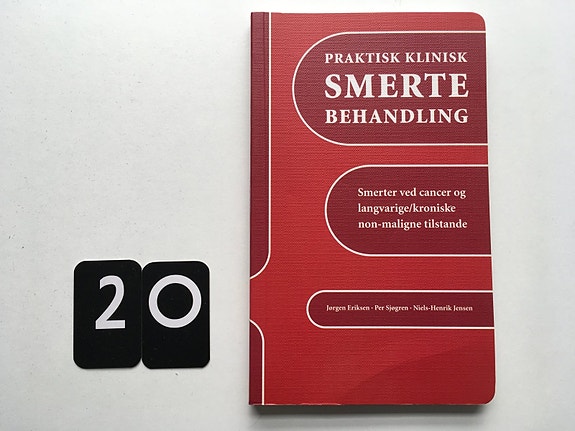 PRAKTISK KLINISK
SMERTE
BEHANDLING
Smerter ved cancer og
langvarige/kroniske
non-maligne tilstande
Jørgen Eriksen · Per Sjøgren · Niels-Henrik Jensen
20